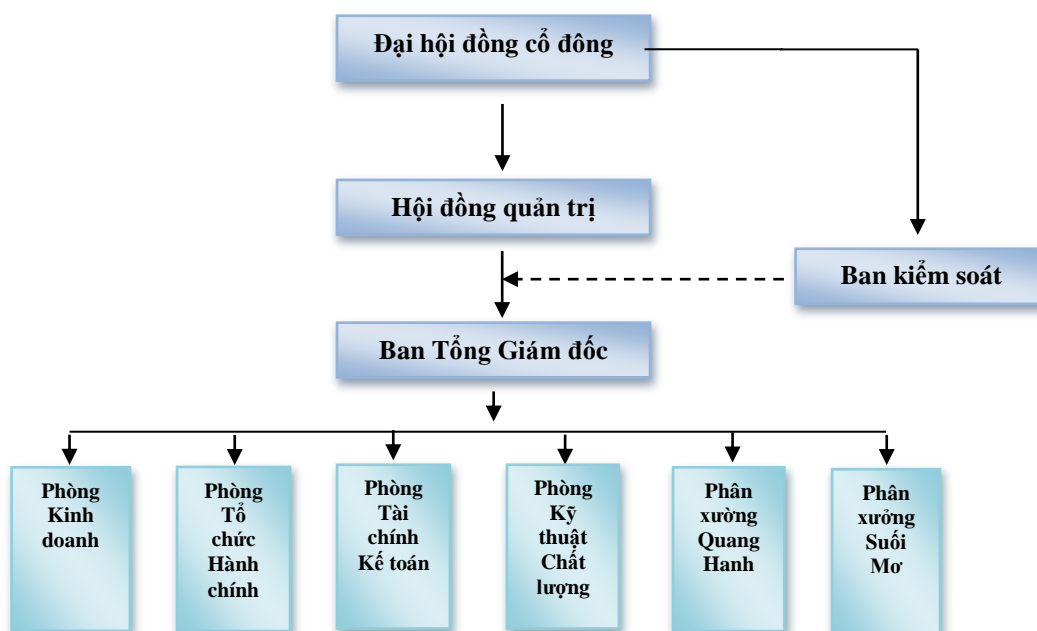 Đại hội đồng cổ đông
Hội đồng quản trị
Ban kiểm soát
Ban Tổng Giám đốc
Phòng
Kinh
doanh
Phòng
Tổ
chức
Hành
chính
Phòng
Tài
chính
Kế toán
Phòng
Kỹ
thuật
Chất
lượng
Phân
xường
Quang
Hanh
Phân
xưởng
Suối
Mơ